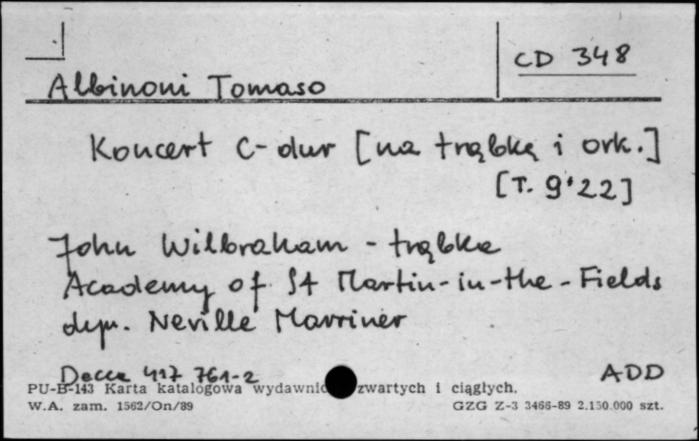 CD 348
Albinoni Tomaso
Koncert C-dur [na trąbkę i ork.]
[T. 9'22]
John Wilbraham - trąbka
Academy of St Martin-in-the-Fields
dyr. Neville Marriner
Decca 417 761-2 ADD
PU-B-143 Karta katalogowa wydawnic zwartych i ciągłych.
W.A. zam. 1562/On/89 GZG Z-3 3466-89 2.150.000 szt.